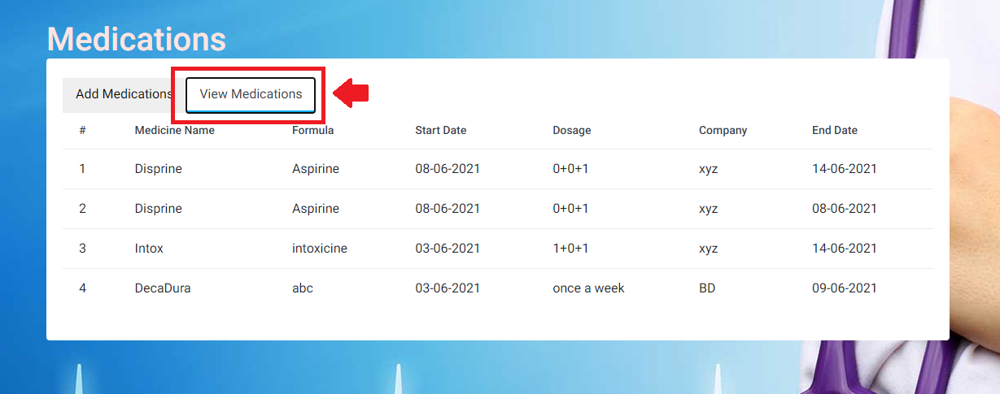 Medications
Add Medications View Medications
# Medicine Name Formula Start Date Dosage Company End Date
1 Disprine Aspirine 08-06-2021 0+0+1 xyz 14-06-2021
2 Disprine Aspirine 08-06-2021 0+0+1 xyz 08-06-2021
3 Intox intoxicine 03-06-2021 1+0+1 xyz 14-06-2021
4 DecaDura abc 03-06-2021 once a week BD 09-06-2021